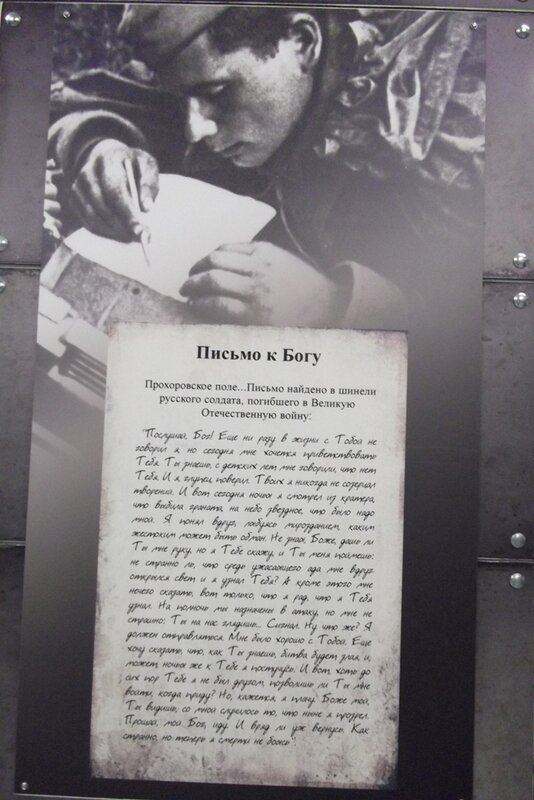 Письмо к Богу
Прохоровское поле...Письмо найдено в шинели
русского солдата, погибшего в Великую
Отечественную войну:
"Послушай, Бог! Еще ни разу в жизни с Тобой не
говорил я, но сегодня мне хочется приветствовать
Тебя. Ты знаешь, с детских лет мне говорили, что нет
Тебя. И я, глупец, поверил. Твоих я никогда не созерцал
творений. И вот сегодня ночью я смотрел из кратера,
что выбила граната, на небо звездное, что было надо
мной. Я понял вдруг, любуясь мирозданием, каким
жестоким может быть обман. Не знаю, Боже, дашь ли
Ты мне руку, но я Тебе скажу, и Ты меня поймешь:
не странно ль, что средь ужасающего ада мне вдруг
открылся свет и я узнал Тебя? А кроме этого мне
нечего сказать, вот только, что я рад, что я Тебя
узнал. На полночь мы назначены в атаку, но мне не
страшно: Ты на нас глядишь... Сигнал. Ну что же? Я
должен отправляться. Мне было хорошо с Тобой. Еще
хочу сказать, что, как Ты знаешь, битва будет злая, и,
может, ночью же к Тебе я постучусь. И вот, хоть до
сих пор Тебе я не был другом, позволишь ли Ты мне
войти, когда приду? Но, кажется, я плачу. Боже мой,
Ты видишь, со мной случилось то, что ныне я прозрел.
Прощай, мой Бог, иду. И вряд ли уж вернусь. Как
странно, но теперь я смерти не боюсь"